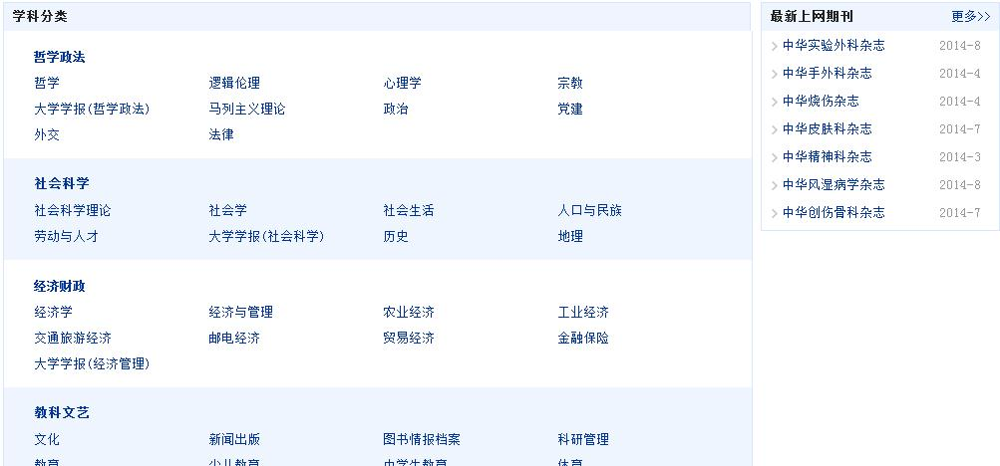 学科分类
哲学政法
哲学 逻辑伦理 心理学 宗教
大学学报(哲学政法) 马列主义理论 政治 党建
外交 法律
社会科学
社会科学理论 社会学 社会生活 人口与民族
劳动与人才 大学学报(社会科学) 历史 地理
经济财政
经济学 经济与管理 农业经济 工业经济
交通旅游经济 邮电经济 贸易经济 金融保险
大学学报(经济管理)
教科文艺
文化 新闻出版 图书情报档案 科研管理
教育 少儿教育 中学生教育 体育
最新上网期刊 更多>>
中华实验外科杂志 2014-8
中华手外科杂志 2014-4
中华烧伤杂志 2014-4
中华皮肤科杂志 2014-7
中华精神科杂志 2014-3
中华风湿病学杂志 2014-8
中华创伤骨科杂志 2014-7